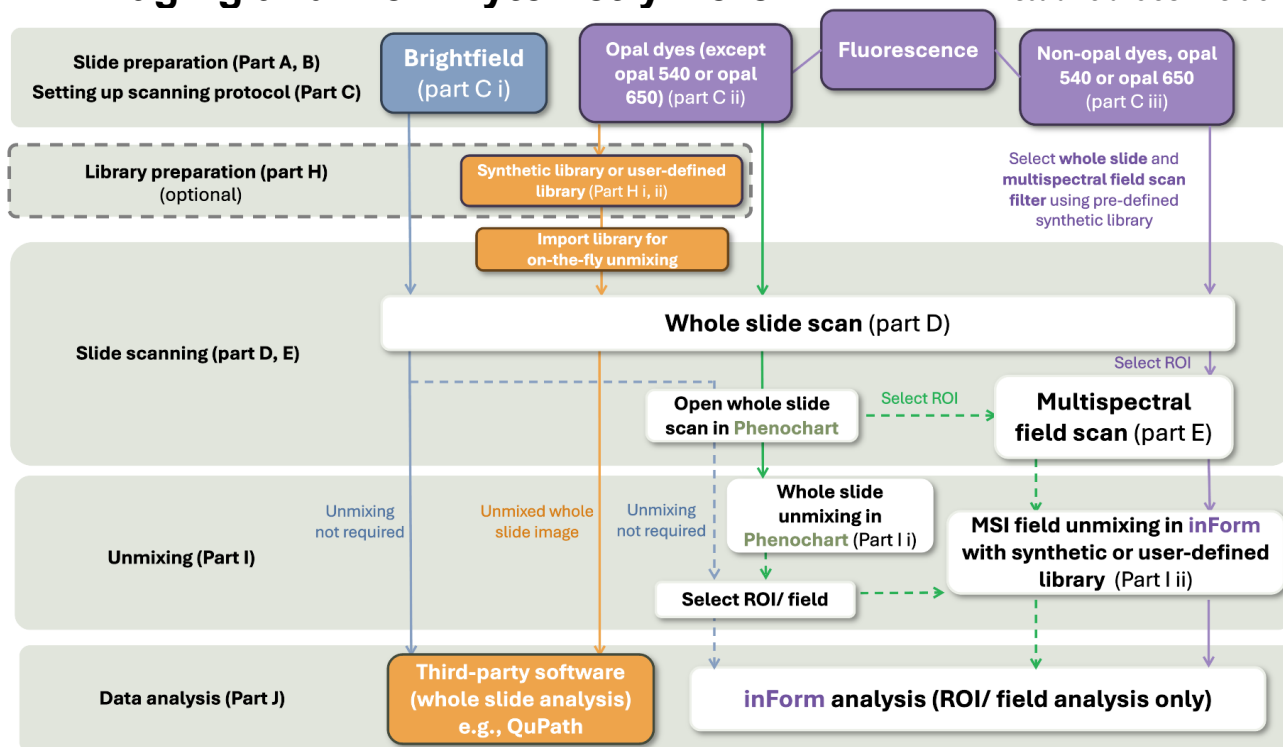 Slide preparation (Part A, B)
Setting up scanning protocol (Part C)
Brightfield
(part C i)
Opal dyes (except
opal 540 or opal
650) (part C ii)
Fluorescence
Non-opal dyes, opal
540 or opal 650
(part C iii)
Library preparation (part H)
(optional)
Synthetic library or user-defined
library (Part H i, ii)
Select whole slide and
multispectral field scan
filter using pre-defined
synthetic library
Import library for
on-the-fly unmixing
Whole slide scan (part D)
Slide scanning (part D, E)
Select ROI
Open whole slide
scan in Phenochart
Select ROI
Multispectral
field scan (part E)
Unmixing (Part I)
Unmixing
not required
Unmixed whole
slide image
Unmixing
not required
Whole slide
unmixing in
Phenochart (Part I i)
MSI field unmixing in inForm
with synthetic or user-defined
library (Part I ii)
Select ROI/ field
Data analysis (Part J)
Third-party software
(whole slide analysis)
e.g., QuPath
inForm analysis (ROI/ field analysis only)